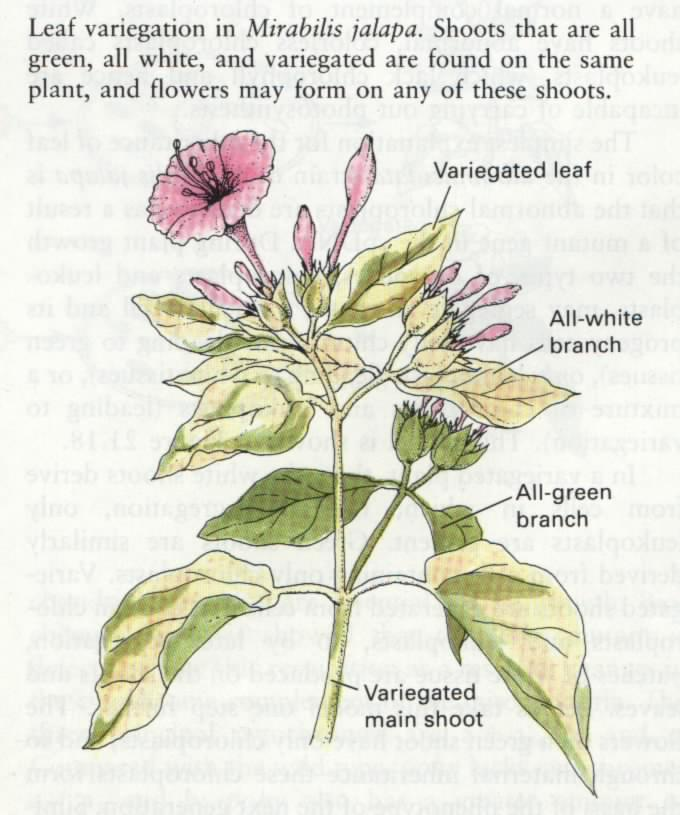 Leaf variegation in Mirabilis jalapa. Shoots that are all
green, all white, and variegated are found on the same
plant, and flowers may form on any of these shoots.
Variegated leaf
All-white
branch
All-green
branch
Variegated
main shoot